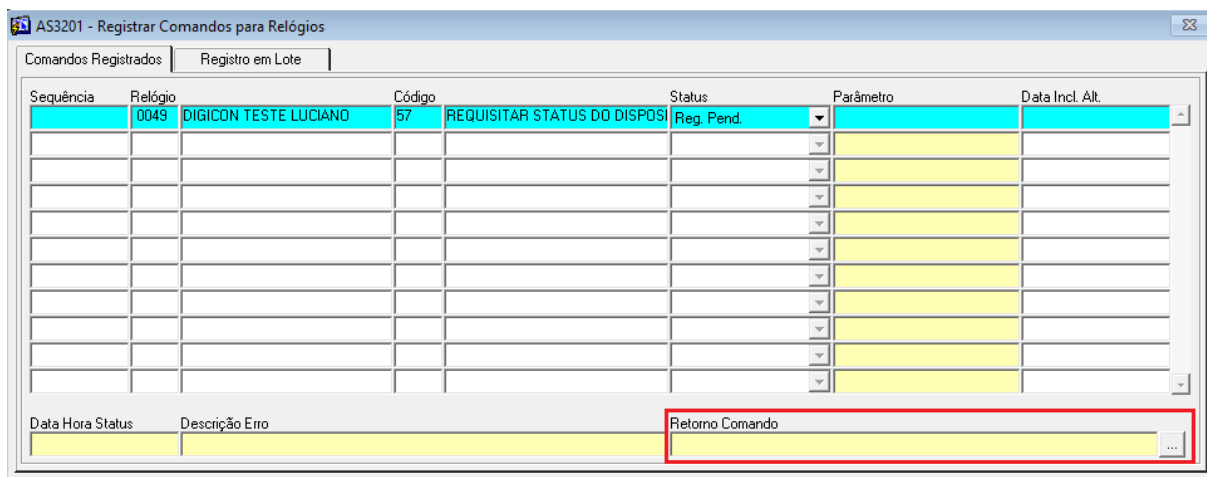 AS3201 - Registrar Comandos para Relógios
Comandos Registrados Registro em Lote
Sequência Relógio Código Status Parâmetro Data Incl. Alt.
0049 DIGICON TESTE LUCIANO 57 REQUISITAR STATUS DO DISPOSI Reg. Pend.
Data Hora Status Descrição Erro Retorno Comando
...